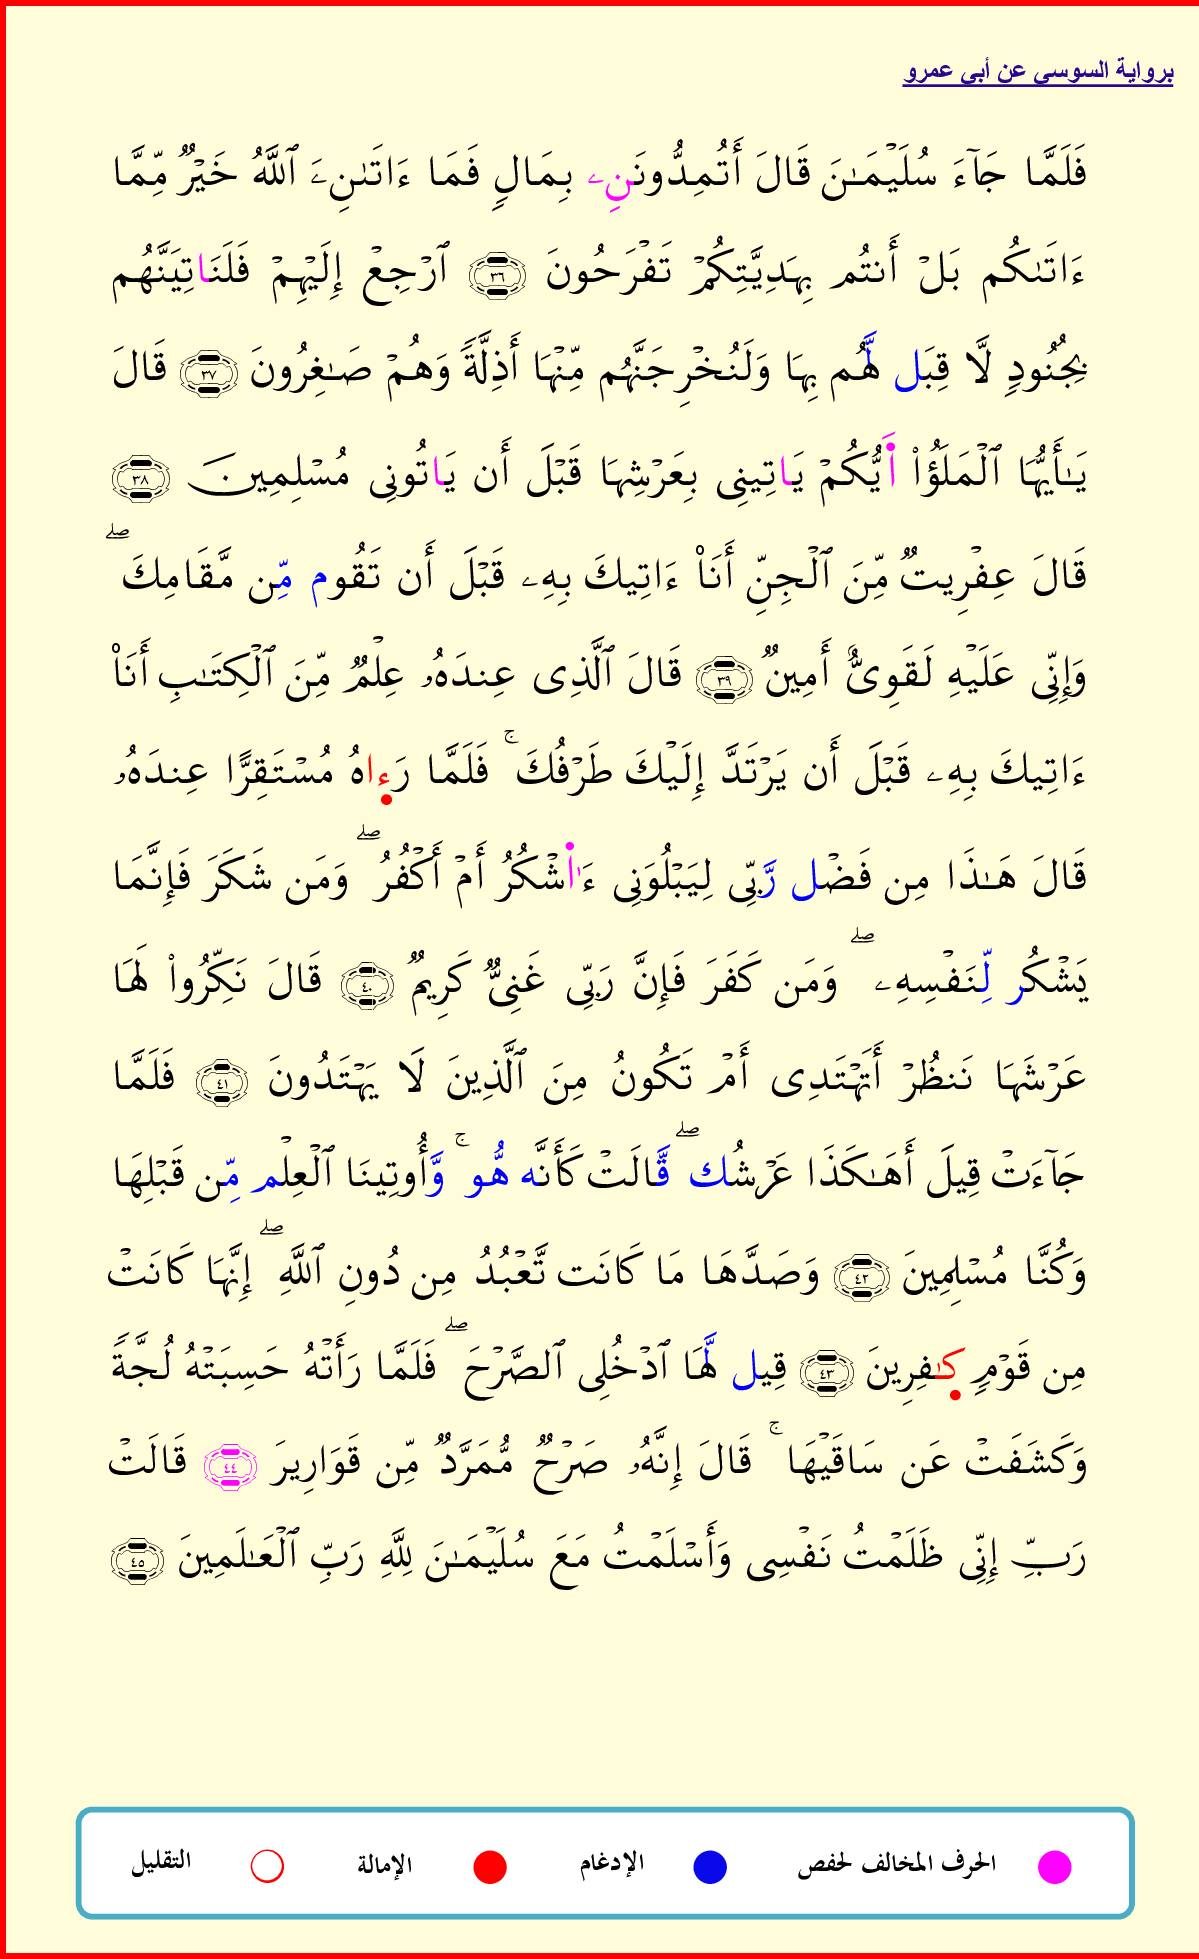 برواية السوسي عن أبي عمرو
فَلَمَّا جَآءَ سُلَيْمَـٰنَ قَالَ أَتُمِدُّونَنِۦ بِمَالٍ فَمَا ءَاتَىٰنِۦَ ٱللَّهُ خَيْرٌ مِّمَّا
ءَاتَىٰكُم بَلْ أَنتُم بِهَدِيَّتِكُمْ تَفْرَحُونَ ٣٦ ٱرْجِعْ إِلَيْهِمْ فَلَنَاتِيَنَّهُم
بِجُنُودٍ لَّا قِبَل لَّهُم بِهَا وَلَنُخْرِجَنَّهُم مِّنْهَا أَذِلَّةً وَهُمْ صَـٰغِرُونَ ٣٧ قَالَ
يَـٰأَيُّهَا ٱلْمَلَؤُاْ أَيُّكُمْ يَاتِينِى بِعَرْشِهَا قَبْلَ أَن يَاتُونِى مُسْلِمِينَ ٣٨
قَالَ عِفْرِيتٌ مِّنَ ٱلْجِنِّ أَنَا۠ ءَاتِيكَ بِهِۦ قَبْلَ أَن تَقُوم مِّن مَّقَامِكَ ۖ
وَإِنِّى عَلَيْهِ لَقَوِىٌّ أَمِينٌ ٣٩ قَالَ ٱلَّذِى عِندَهُۥ عِلْمٌ مِّنَ ٱلْكِتَـٰبِ أَنَا۠
ءَاتِيكَ بِهِۦ قَبْلَ أَن يَرْتَدَّ إِلَيْكَ طَرْفُكَ ۚ فَلَمَّا رَءاهُ مُسْتَقِرًّا عِندَهُۥ
قَالَ هَـٰذَا مِن فَضْل رَّبِّى لِيَبْلُوَنِى ءَا۬شْكُرُ أَمْ أَكْفُرُ ۖ وَمَن شَكَرَ فَإِنَّمَا
يَشْكُر لِّنَفْسِهِۦ ۖ وَمَن كَفَرَ فَإِنَّ رَبِّى غَنِىٌّ كَرِيمٌ ٤٠ قَالَ نَكِّرُواْ لَهَا
عَرْشَهَا نَنظُرْ أَتَهْتَدِى أَمْ تَكُونُ مِنَ ٱلَّذِينَ لَا يَهْتَدُونَ ٤١ فَلَمَّا
جَآءَتْ قِيلَ أَهَـٰكَذَا عَرْشُك ۖ قَّالَتْ كَأَنَّه هُّو ۚ وَّأُوتِينَا ٱلْعِلْم مِّن قَبْلِهَا
وَكُنَّا مُسْلِمِينَ ٤٢ وَصَدَّهَا مَا كَانَت تَّعْبُدُ مِن دُونِ ٱللَّهِ ۖ إِنَّهَا كَانَتْ
مِن قَوْمٍ كَـٰفِرِينَ ٤٣ قِيل لَّهَا ٱدْخُلِى ٱلصَّرْحَ ۖ فَلَمَّا رَأَتْهُ حَسِبَتْهُ لُجَّةً
وَكَشَفَتْ عَن سَاقَيْهَا ۚ قَالَ إِنَّهُۥ صَرْحٌ مُّمَرَّدٌ مِّن قَوَارِيرَ ٤٤ قَالَتْ
رَبِّ إِنِّى ظَلَمْتُ نَفْسِى وَأَسْلَمْتُ مَعَ سُلَيْمَـٰنَ لِلَّهِ رَبِّ ٱلْعَـٰلَمِينَ ٤٥
الحرف المخالف لحفص الإدغام الإمالة التقليل